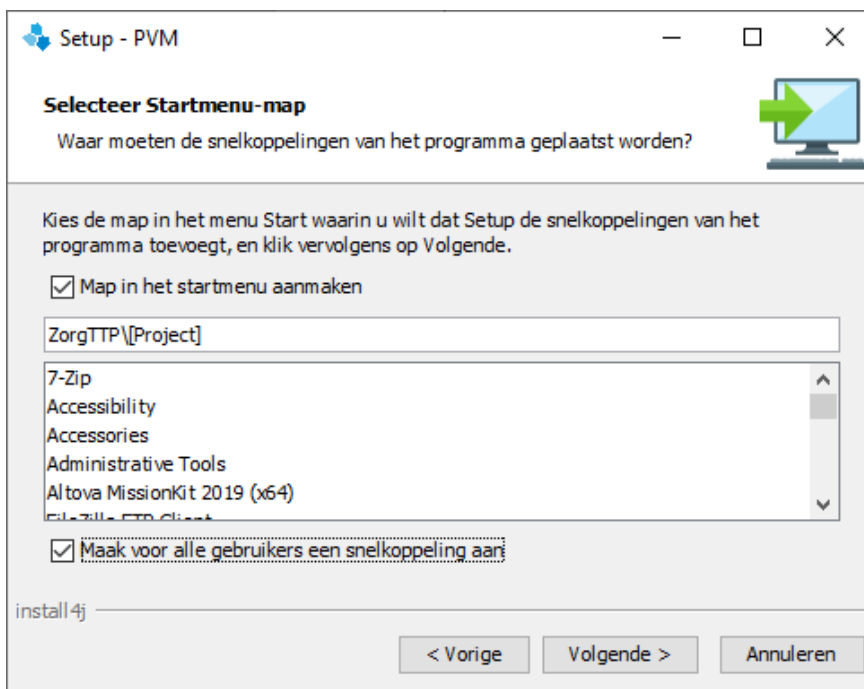 Setup - PVM
Selecteer Startmenu-map
Waar moeten de snelkoppelingen van het programma geplaatst worden?
Kies de map in het menu Start waarin u wilt dat Setup de snelkoppelingen van het
programma toevoegt, en klik vervolgens op Volgende.
Map in het startmenu aanmaken
ZorgTTP\[Project]
7-Zip
Accessibility
Accessories
Administrative Tools
Altova MissionKit 2019 (x64)
FileZilla FTP Client
Maak voor alle gebruikers een snelkoppeling aan
install4j
< Vorige
Volgende >
Annuleren